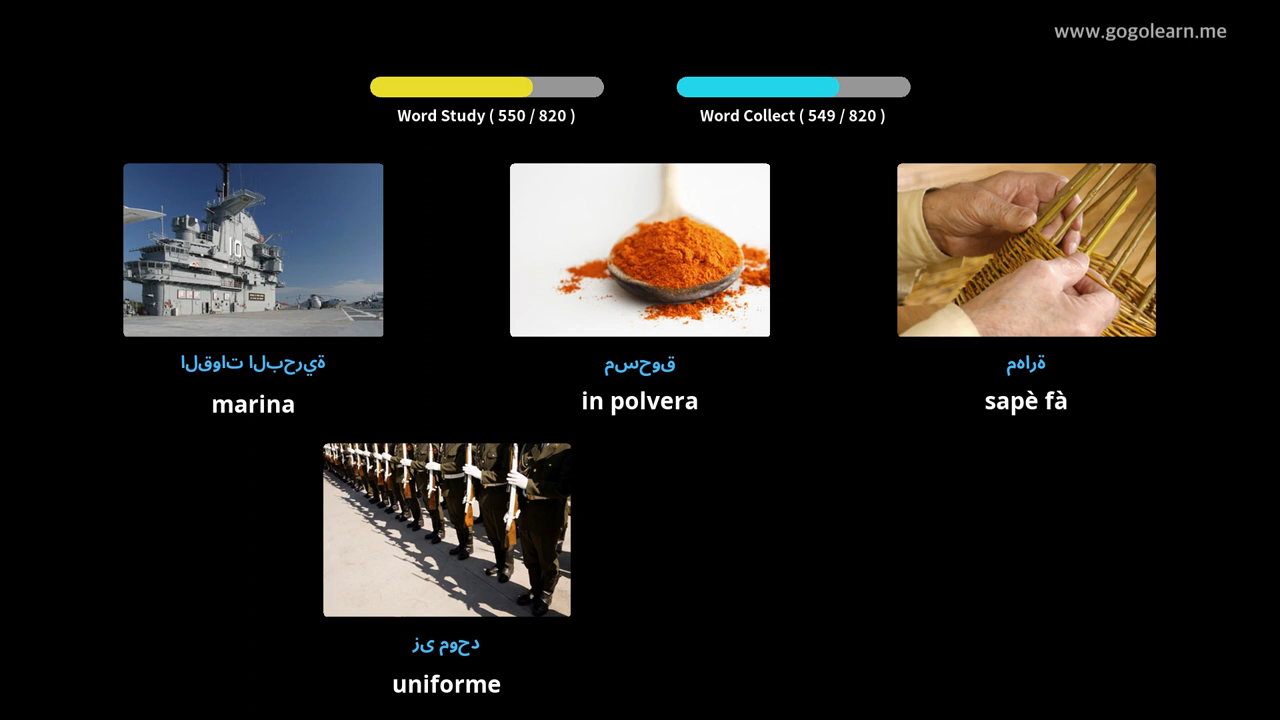 www.gogolearn.me
Word Study ( 550 / 820 )
Word Collect ( 549 / 820 )
القوات البحرية
مسحوق
مهارة
marina
in polvera
sapè fà
زى موحد
uniforme